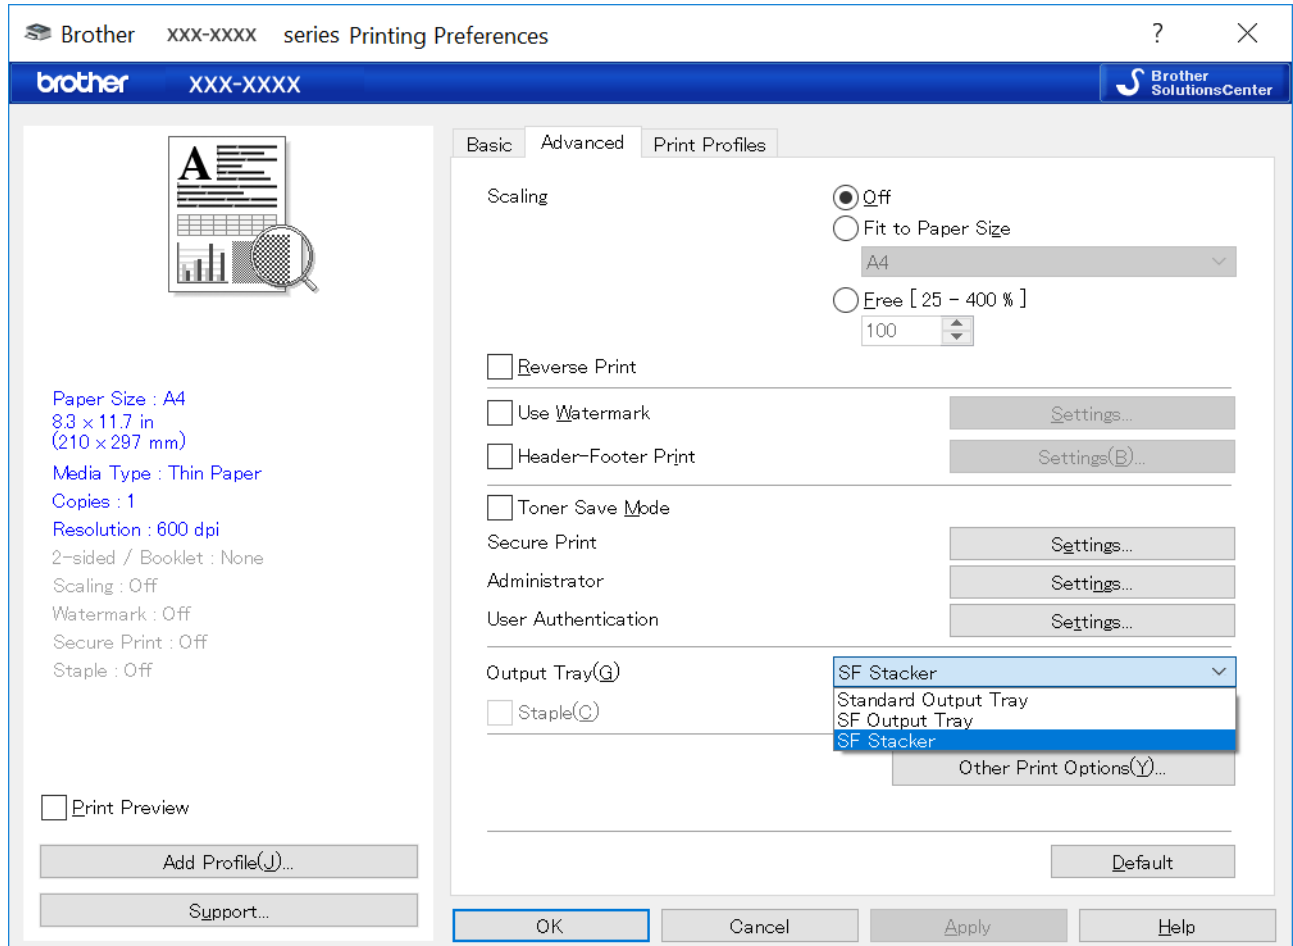 Brother XXX-XXXX series Printing Preferences
brother XXX-XXXX
Brother
SolutionsCenter
A
Paper Size : A4
8.3 x 11.7 in
(210 x 297 mm)
Media Type : Thin Paper
Copies : 1
Resolution : 600 dpi
2-sided / Booklet : None
Scaling : Off
Watermark : Off
Secure Print : Off
Staple : Off
Print Preview
Add Profile(J)...
Support...
Basic Advanced Print Profiles
Scaling Off
Fit to Paper Size
A4
Free [ 25 - 400 % ]
100
Reverse Print
Use Watermark Settings...
Header-Footer Print Settings(B)...
Toner Save Mode
Secure Print Settings...
Administrator Settings...
User Authentication Settings...
Output Tray(G) SF Stacker
Standard Output Tray
Staple(C) SF Output Tray
SF Stacker
Other Print Options(Y)...
Default
OK Cancel Apply Help